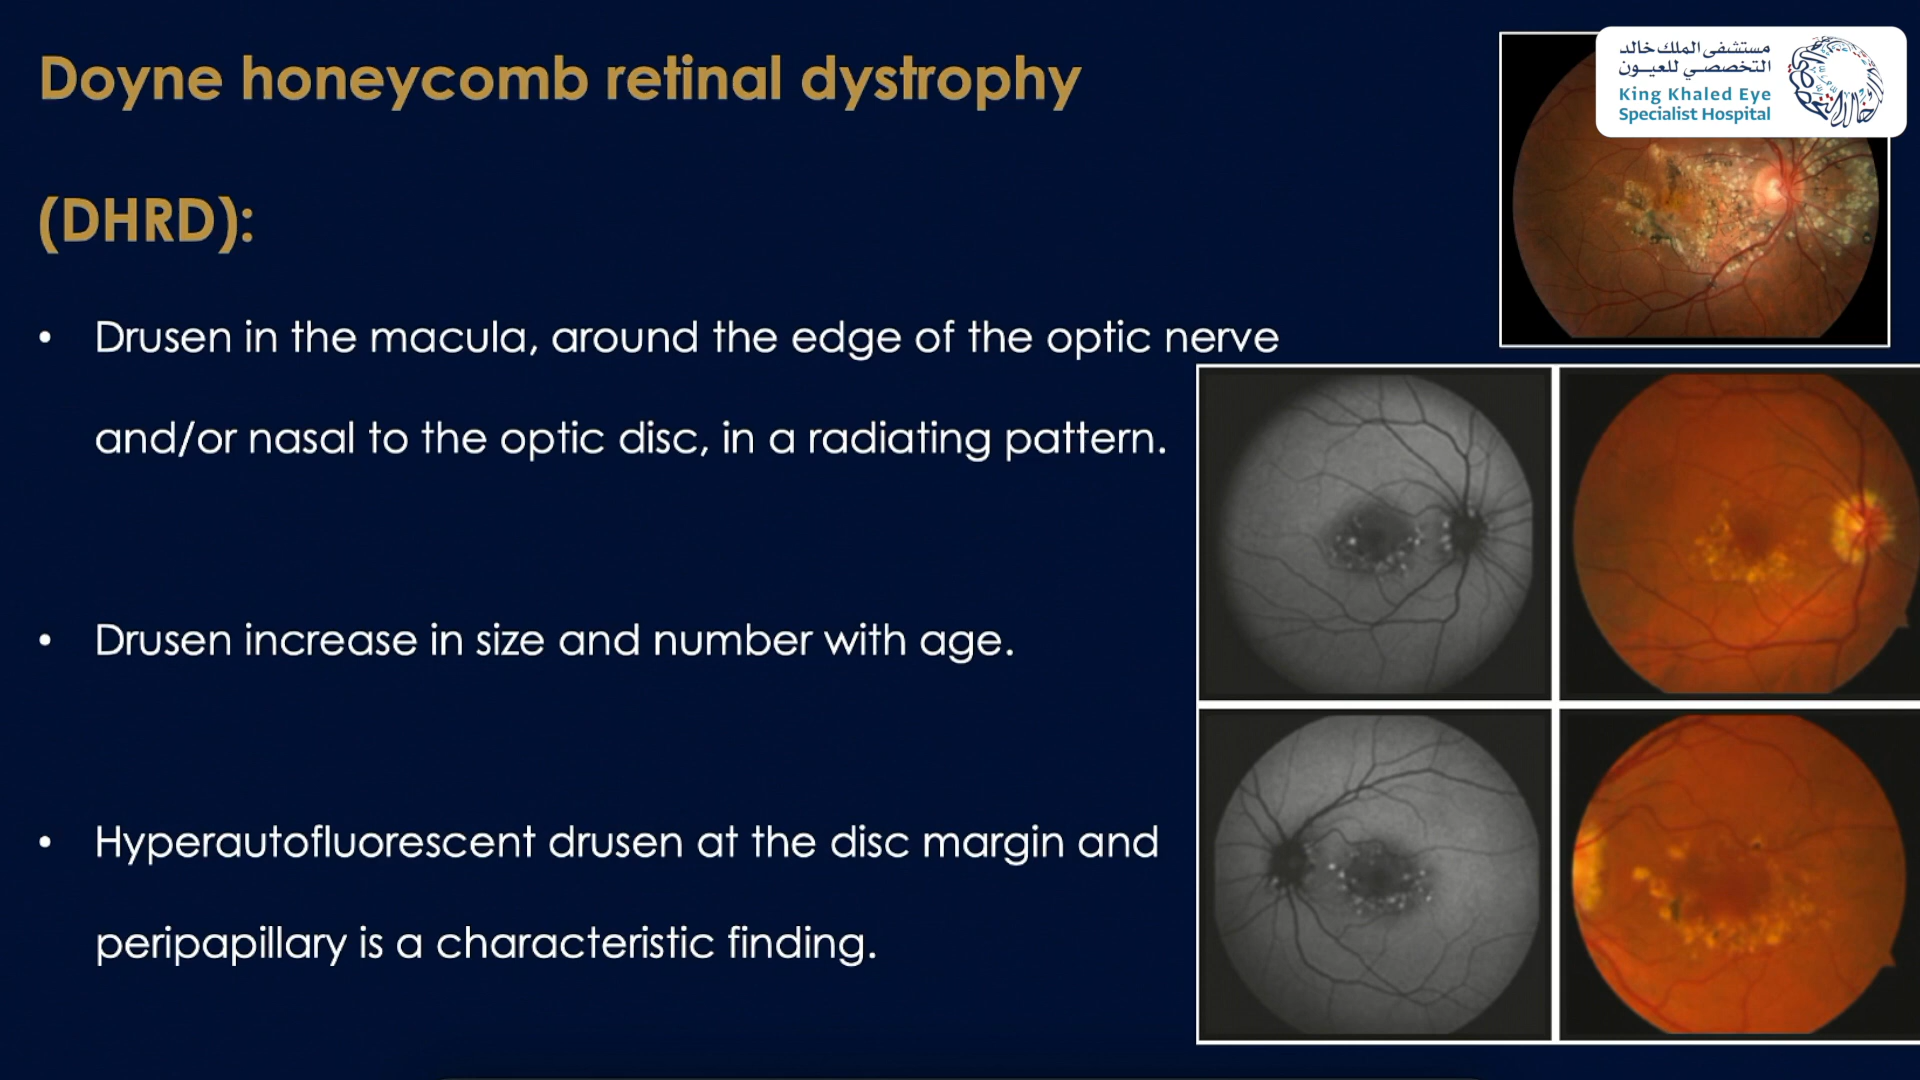 Doyne honeycomb retinal dystrophy
(DHRD):
• Drusen in the macula, around the edge of the optic nerve
and/or nasal to the optic disc, in a radiating pattern.
• Drusen increase in size and number with age.
• Hyperautofluorescent drusen at the disc margin and
peripapillary is a characteristic finding.
مستشفى الملك خالد
التخصصي للعيون
King Khaled Eye
Specialist Hospital